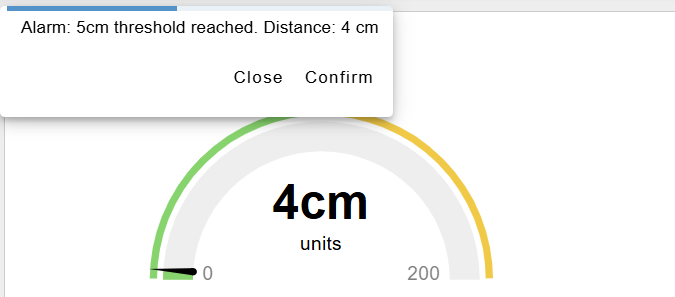 Alarm: 5cm threshold reached. Distance: 4 cm
Close Confirm
4cm
units
0 200